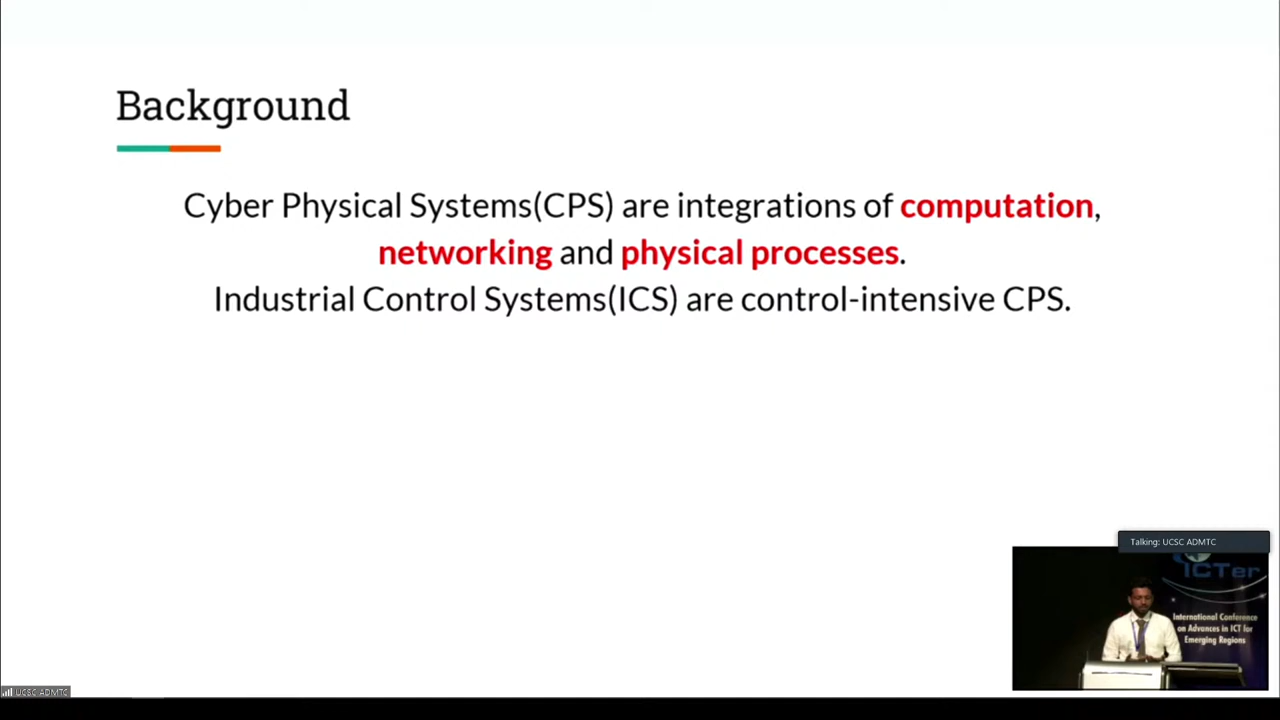 Background
Cyber Physical Systems(CPS) are integrations of computation,
networking and physical processes.
Industrial Control Systems(ICS) are control-intensive CPS.
Talking: UCSC ADMTC
ICTer
International Conference
on Advances in ICT for
Emerging Regions
UCSC ADMTC